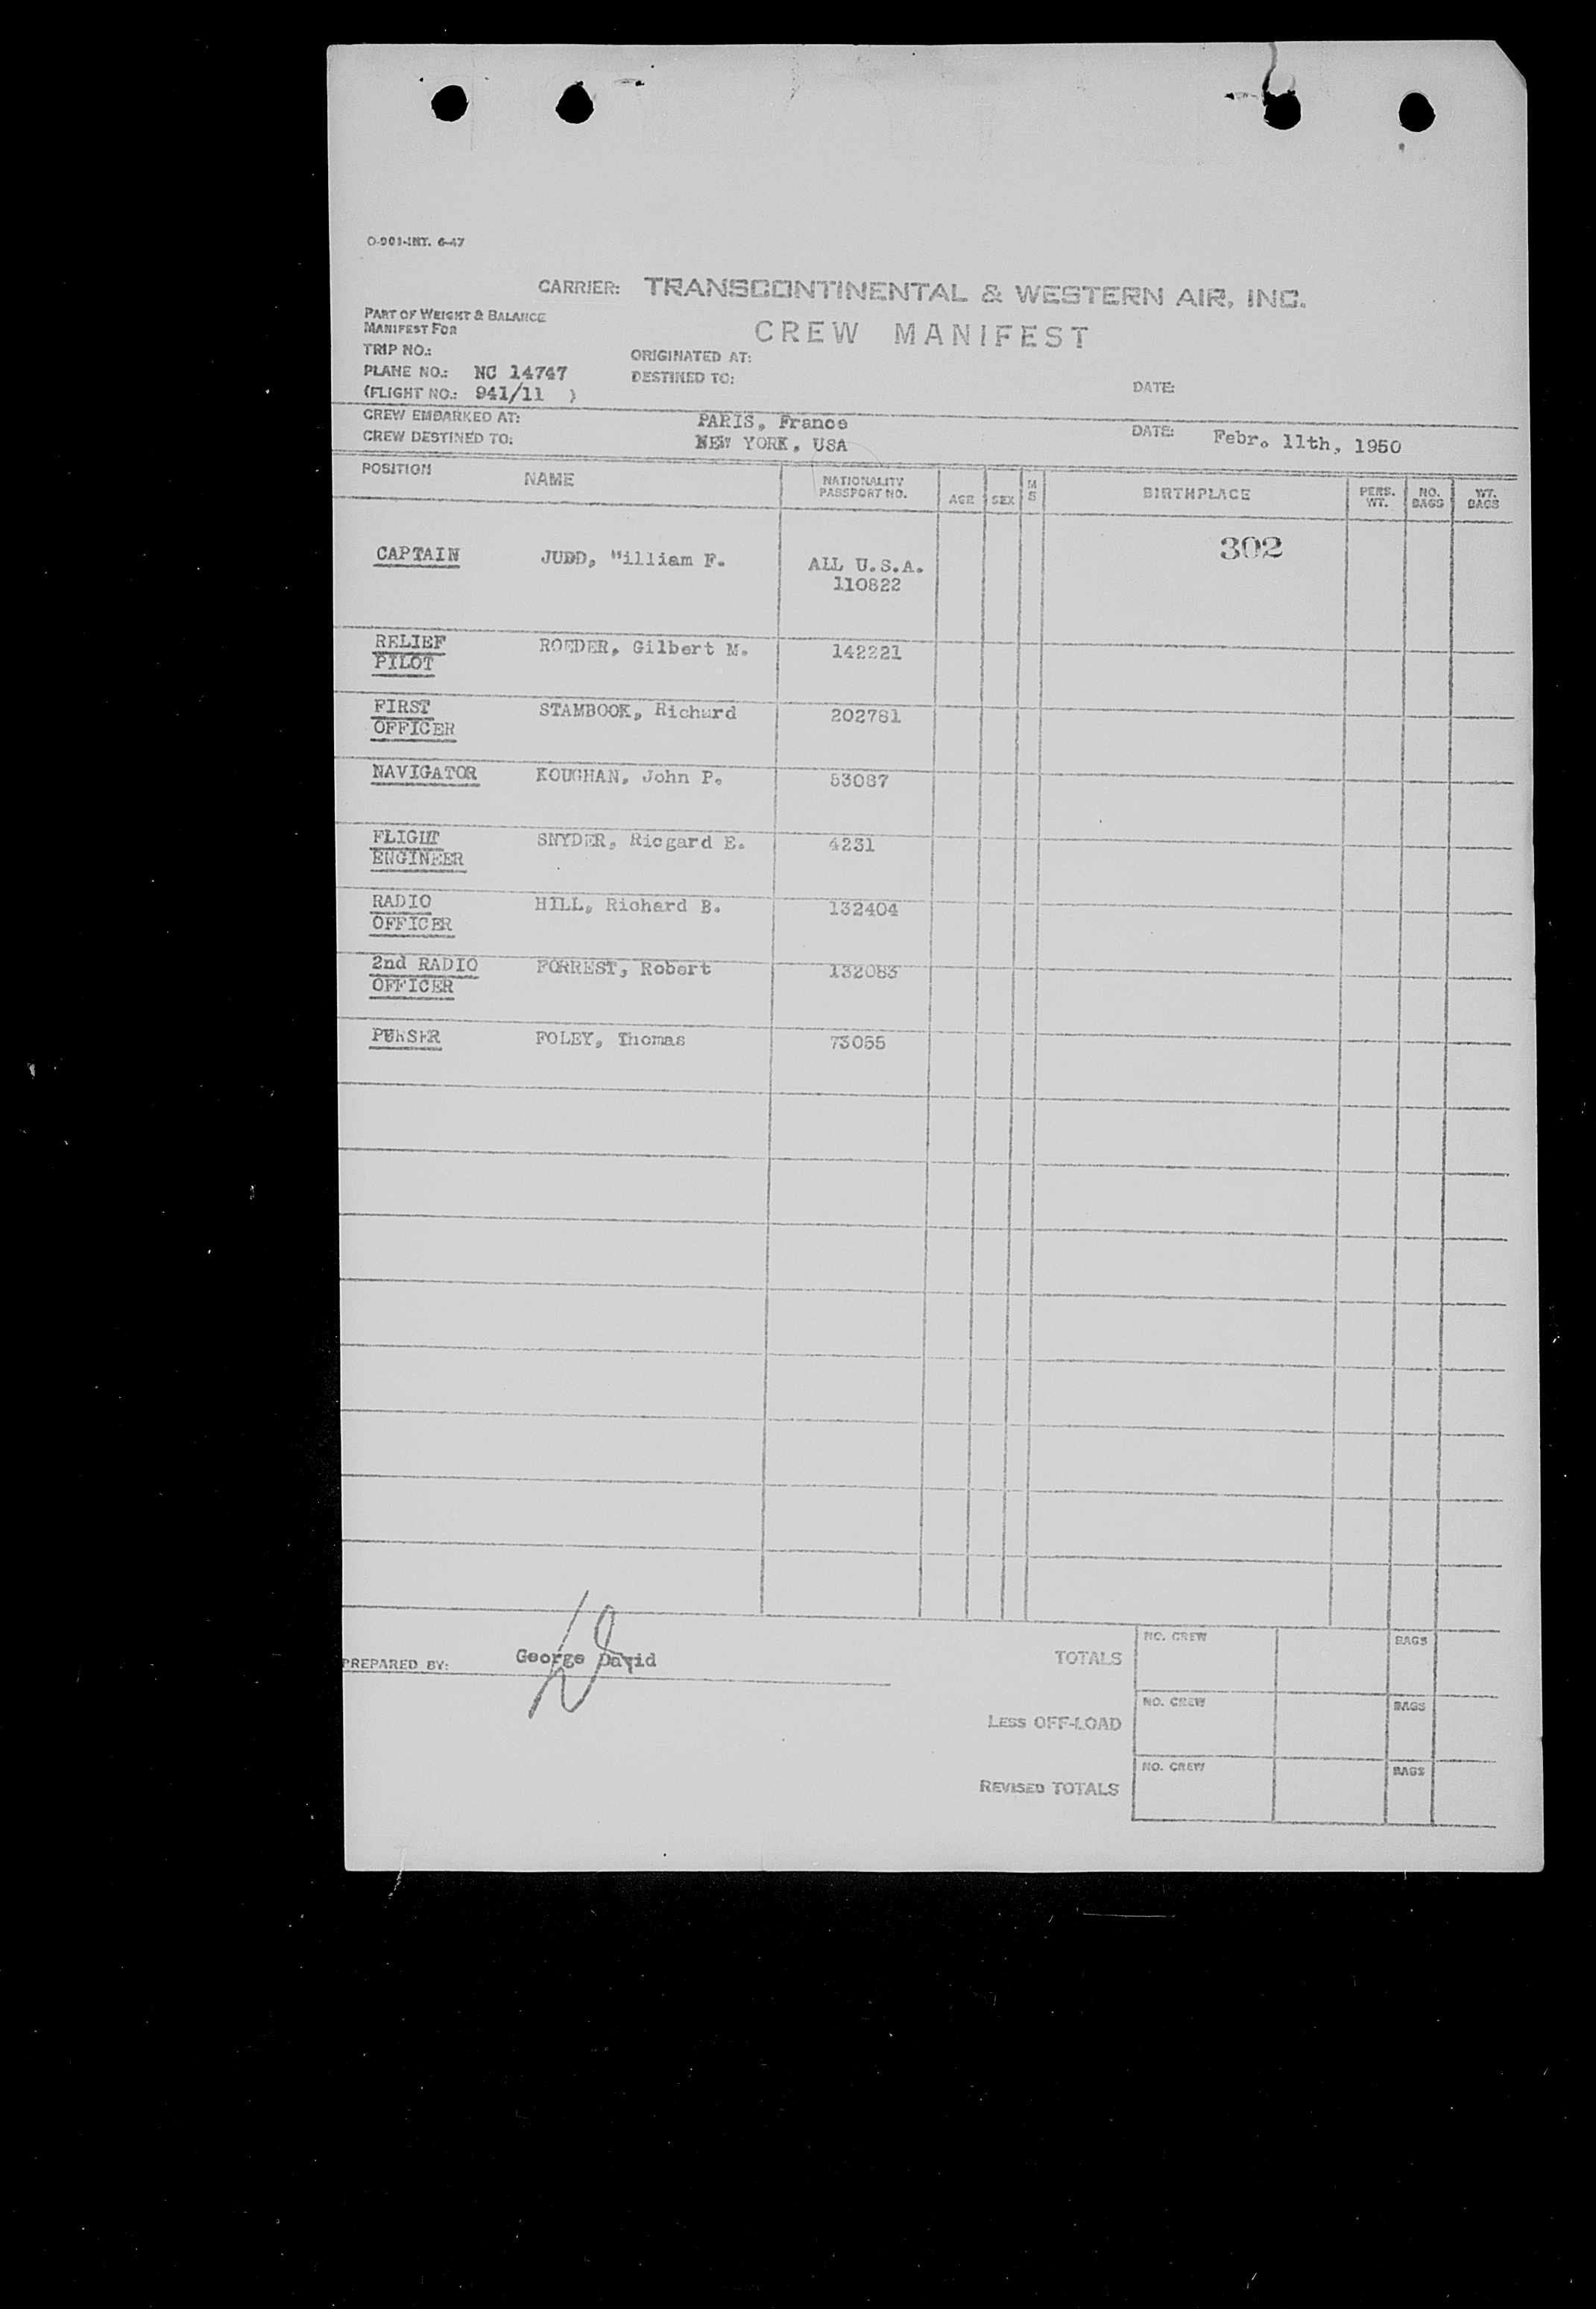 O-901-INT. 6-47
CARRIER: TRANSCONTINENTAL & WESTERN AIR, INC.
CREW MANIFEST
PART OF WEIGHT & BALANCE
MANIFEST FOR
TRIP NO.:
ORIGINATED AT:
PLANE NO.: NC 14747
DESTINED TO:
DATE:
(FLIGHT NO.: 941/11 )
CREW EMBARKED AT: PARIS, France
CREW DESTINED TO: NEW YORK, USA
DATE: Febr. 11th, 1950
POSITION NAME NATIONALITY PASSPORT NO. AGE SEX M S BIRTHPLACE PERS. WT. NO. BAGS WT. BAGS
302
CAPTAIN JUDD, William F. ALL U.S.A.
110822
RELIEF ROEDER, Gilbert M. 142221
PILOT
FIRST STAMBOOK, Richard 202781
OFFICER
NAVIGATOR KOUGHAN, John P. 53087
FLIGHT SNYDER, Ricgard E. 4231
ENGINEER
RADIO HILL, Richard B. 132404
OFFICER
2nd RADIO FORREST, Robert 132083
OFFICER
PURSER FOLEY, Thomas 73055
PREPARED BY: George David
TOTALS NO. CREW BAGS
LESS OFF-LOAD NO. CREW BAGS
REVISED TOTALS NO. CREW BAGS